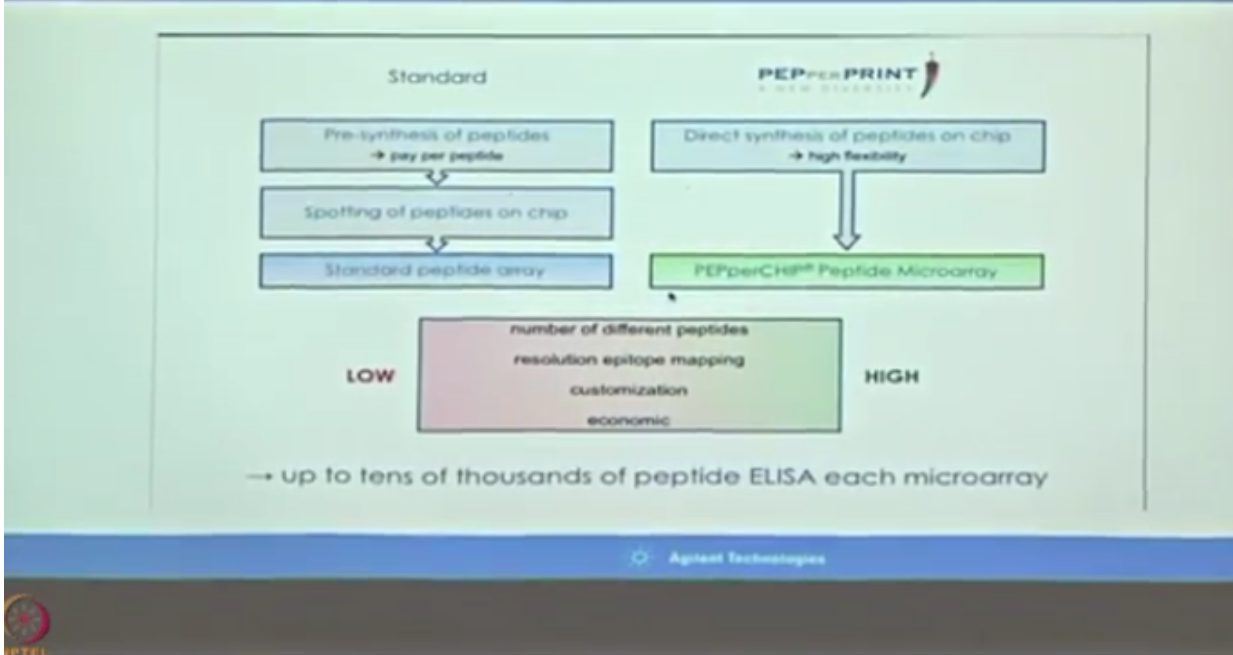 Standard
PEPperPRINT
Pre-synthesis of peptides
→ pay per peptide
Direct synthesis of peptides on chip
→ high flexibility
Spotting of peptides on chip
Standard peptide array
PEPperCHIP® Peptide Microarray
number of different peptides
resolution epitope mapping
LOW
HIGH
customization
economic
→ up to tens of thousands of peptide ELISA each microarray
Agilent Technologies